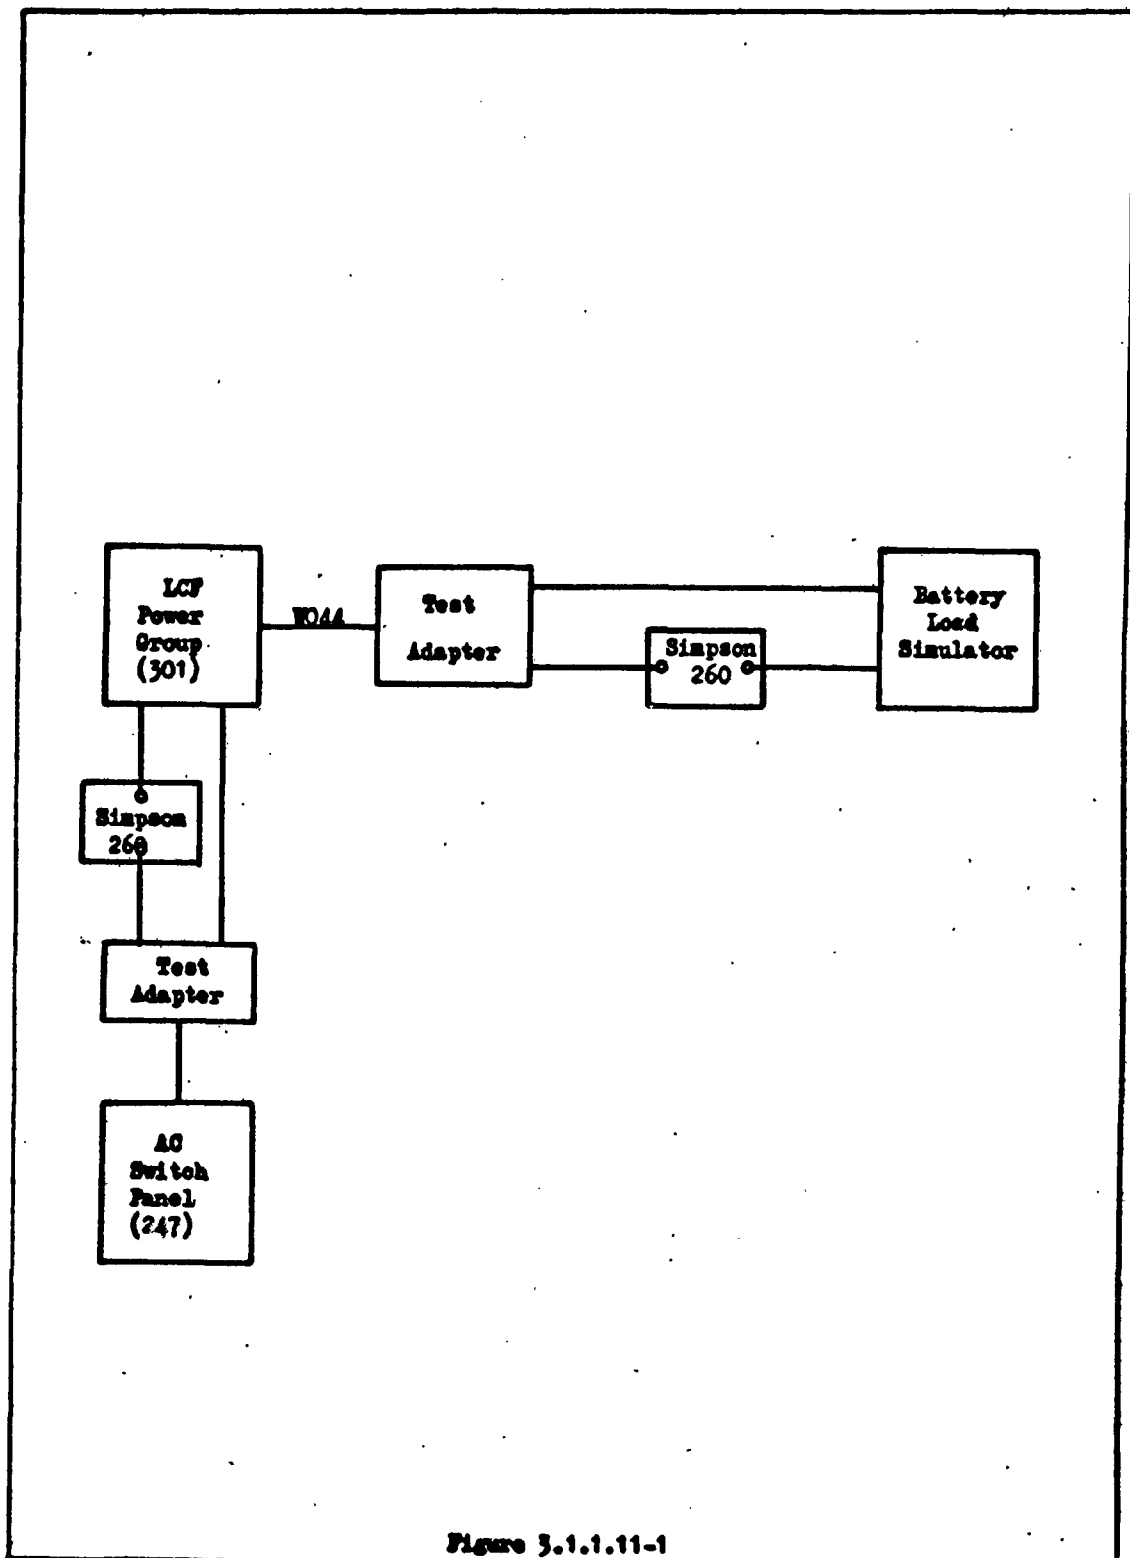 LCF
Power
Group
(301)
W044
Test
Adapter
Simpson
260
Battery
Load
Simulator
Simpson
260
Test
Adapter
AC
Switch
Panel
(247)
Figure 3.1.1.11-1